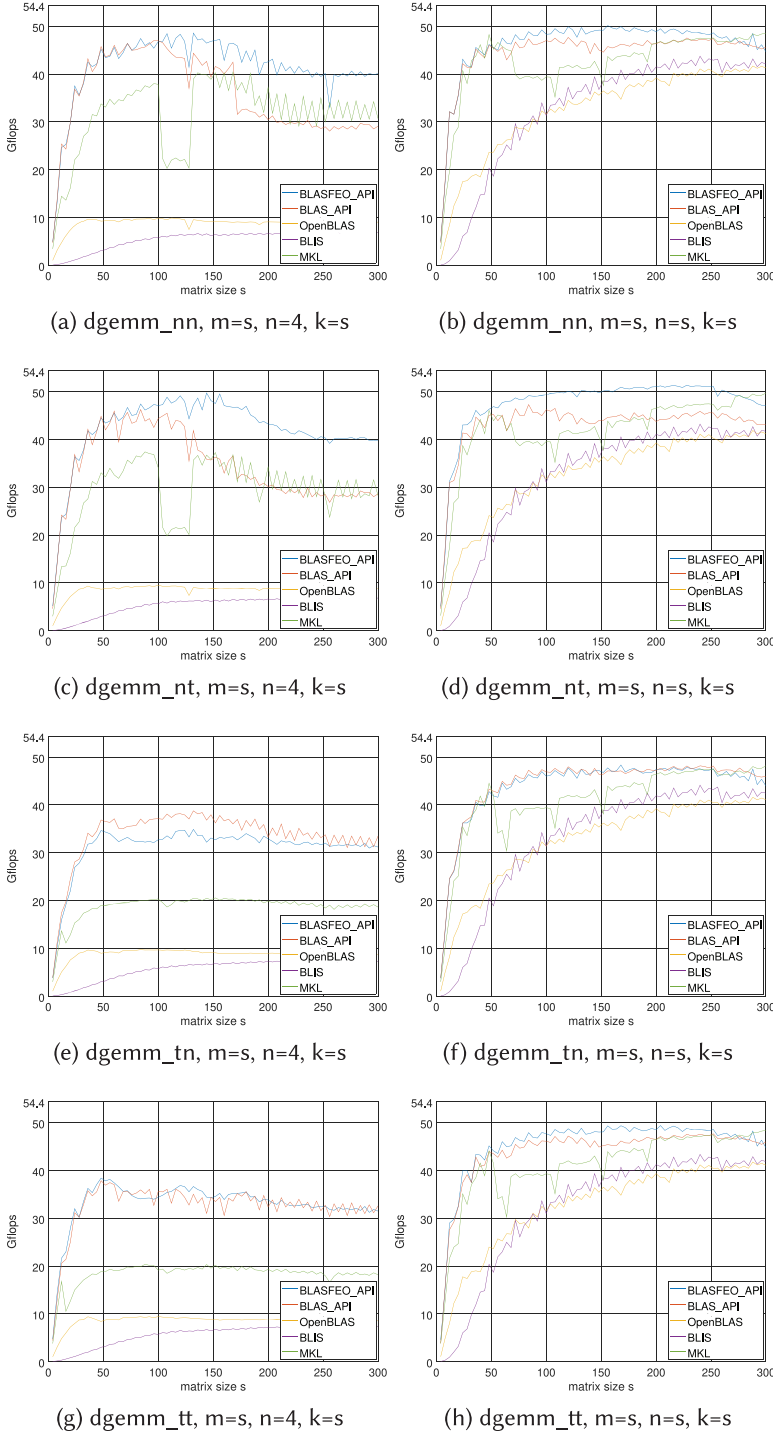 54.4
50
40
30
20
10
0
Gflops
0 50 100 150 200 250 300
matrix size s
BLASFEO_API
BLAS_API
OpenBLAS
BLIS
MKL
(a) dgemm_nn, m=s, n=4, k=s
54.4
50
40
30
20
10
0
Gflops
0 50 100 150 200 250 300
matrix size s
BLASFEO_API
BLAS_API
OpenBLAS
BLIS
MKL
(b) dgemm_nn, m=s, n=s, k=s
54.4
50
40
30
20
10
0
Gflops
0 50 100 150 200 250 300
matrix size s
BLASFEO_API
BLAS_API
OpenBLAS
BLIS
MKL
(c) dgemm_nt, m=s, n=4, k=s
54.4
50
40
30
20
10
0
Gflops
0 50 100 150 200 250 300
matrix size s
BLASFEO_API
BLAS_API
OpenBLAS
BLIS
MKL
(d) dgemm_nt, m=s, n=s, k=s
54.4
50
40
30
20
10
0
Gflops
0 50 100 150 200 250 300
matrix size s
BLASFEO_API
BLAS_API
OpenBLAS
BLIS
MKL
(e) dgemm_tn, m=s, n=4, k=s
54.4
50
40
30
20
10
0
Gflops
0 50 100 150 200 250 300
matrix size s
BLASFEO_API
BLAS_API
OpenBLAS
BLIS
MKL
(f) dgemm_tn, m=s, n=s, k=s
54.4
50
40
30
20
10
0
Gflops
0 50 100 150 200 250 300
matrix size s
BLASFEO_API
BLAS_API
OpenBLAS
BLIS
MKL
(g) dgemm_tt, m=s, n=4, k=s
54.4
50
40
30
20
10
0
Gflops
0 50 100 150 200 250 300
matrix size s
BLASFEO_API
BLAS_API
OpenBLAS
BLIS
MKL
(h) dgemm_tt, m=s, n=s, k=s